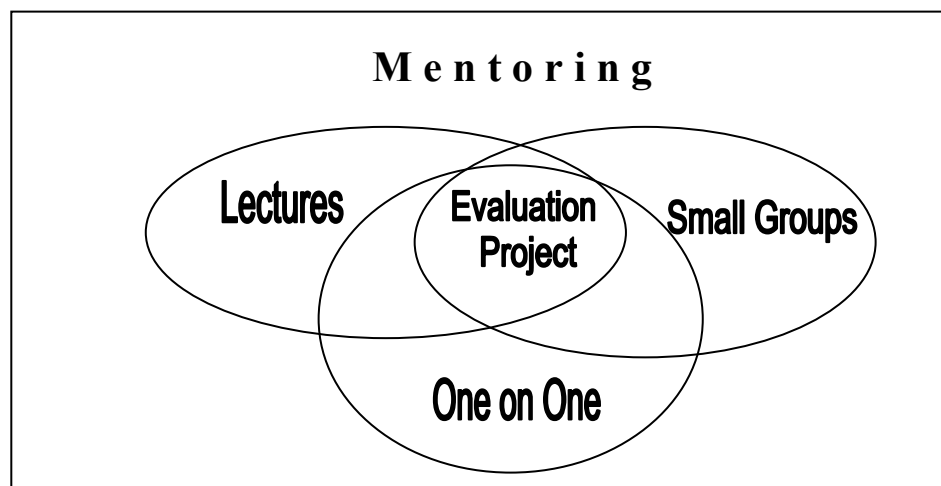 Mentoring
Lectures
Evaluation
Project
Small Groups
One on One